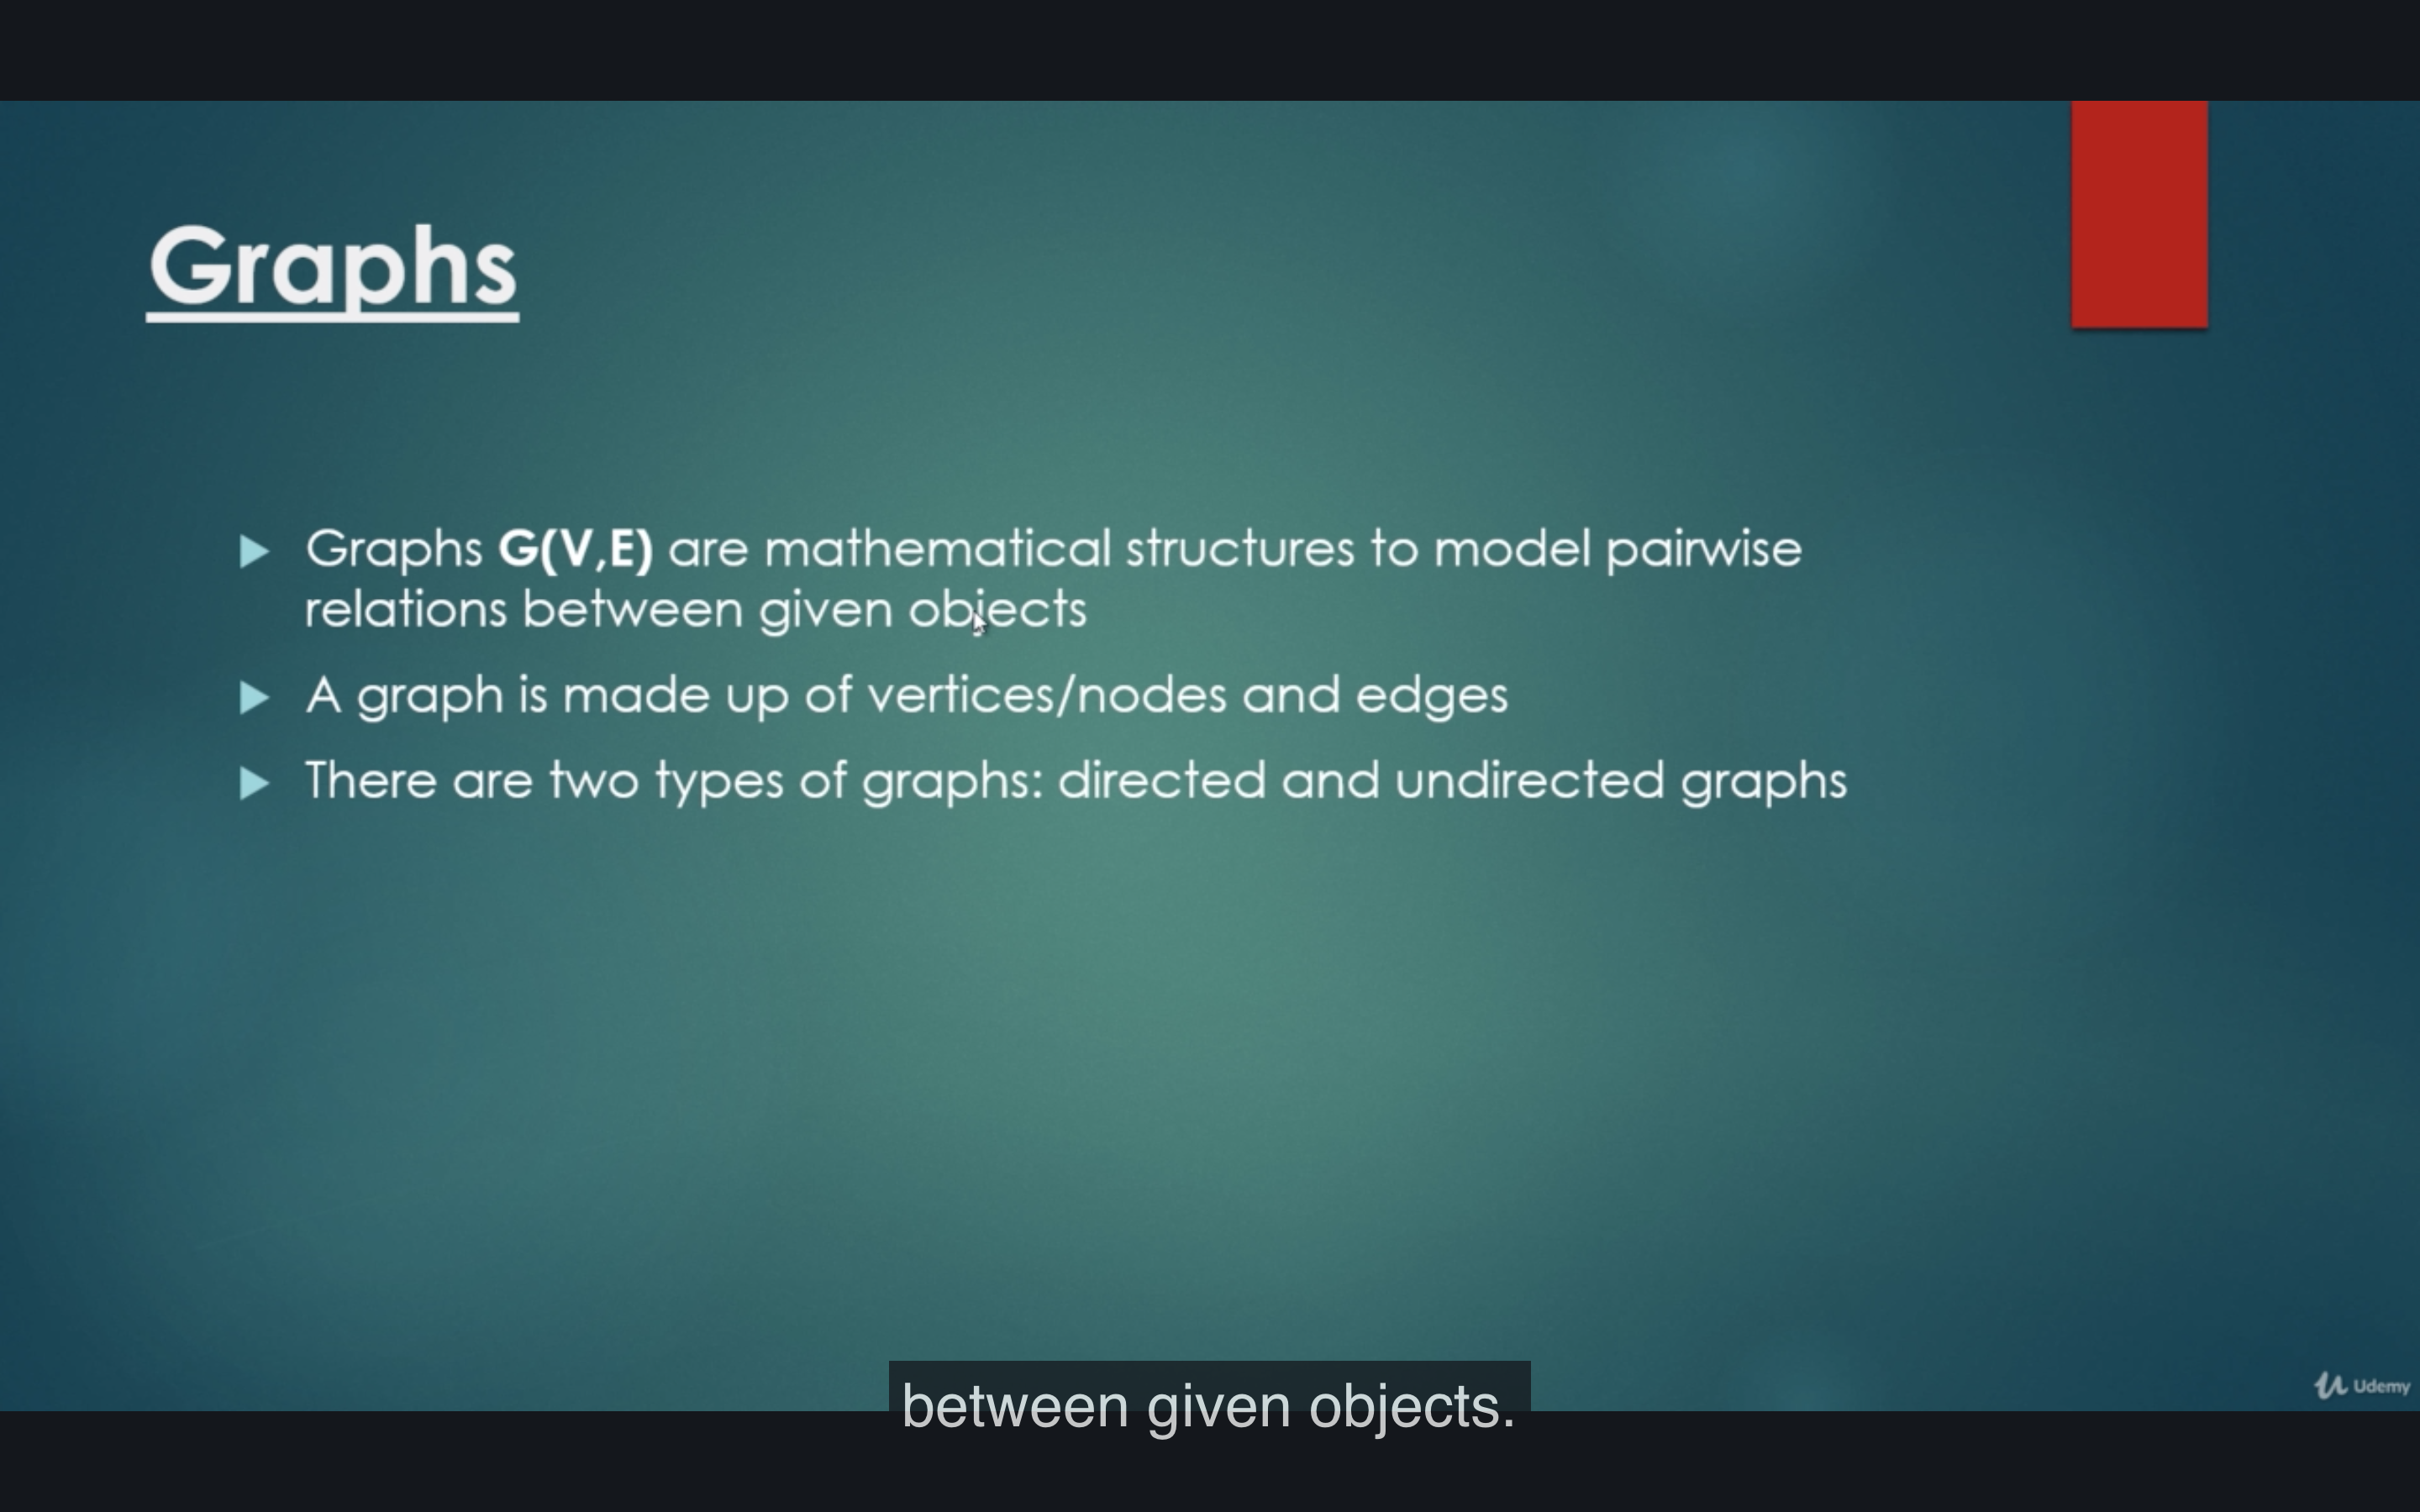 Graphs
Graphs G(V,E) are mathematical structures to model pairwise
relations between given objects
A graph is made up of vertices/nodes and edges
There are two types of graphs: directed and undirected graphs
between given objects.
Udemy